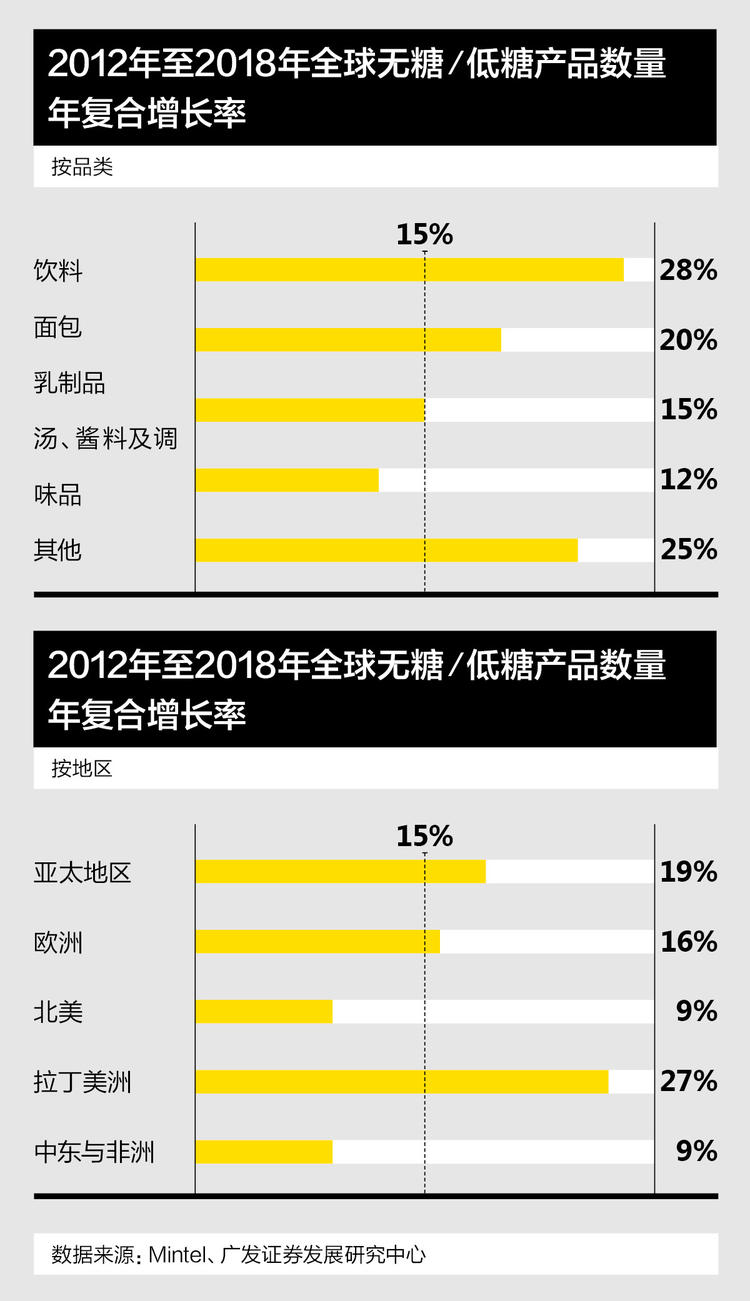 2012年至2018年全球无糖/低糖产品数量
年复合增长率
按品类
15%
饮料 28%
面包 20%
乳制品 15%
汤、酱料及调
味品 12%
其他 25%
2012年至2018年全球无糖/低糖产品数量
年复合增长率
按地区
15%
亚太地区 19%
欧洲 16%
北美 9%
拉丁美洲 27%
中东与非洲 9%
数据来源：Mintel、广发证券发展研究中心